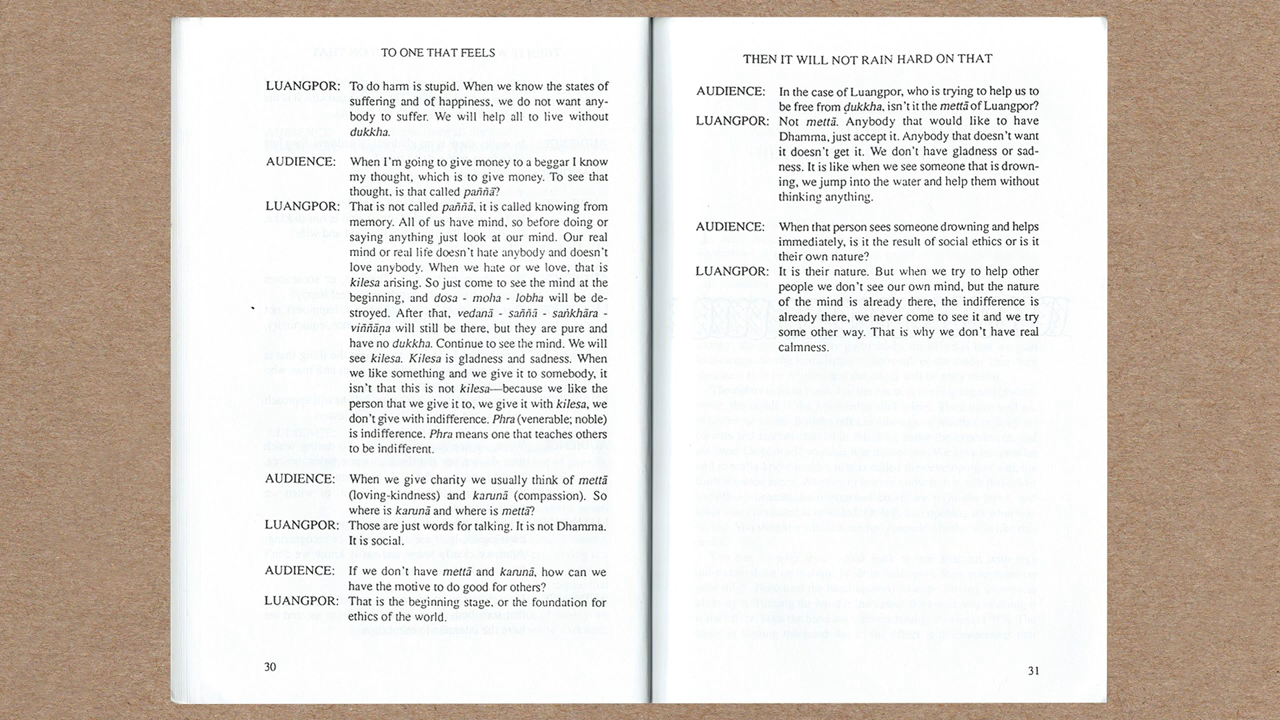 TO ONE THAT FEELS
LUANGPOR: To do harm is stupid. When we know the states of
suffering and of happiness, we do not want any-
body to suffer. We will help all to live without
dukkha.
AUDIENCE: When I'm going to give money to a beggar I know
my thought, which is to give money. To see that
thought, is that called paññā?
LUANGPOR: That is not called paññā, it is called knowing from
memory. All of us have mind, so before doing or
saying anything just look at our mind. Our real
mind or real life doesn't hate anybody and doesn't
love anybody. When we hate or we love, that is
kilesa arising. So just come to see the mind at the
beginning, and dosa - moha - lobha will be de-
stroyed. After that, vedanā - saññā - saṅkhāra -
viññāṇa will still be there, but they are pure and
have no dukkha. Continue to see the mind. We will
see kilesa. Kilesa is gladness and sadness. When
we like something and we give it to somebody, it
isn't that this is not kilesa—because we like the
person that we give it to, we give it with kilesa, we
don't give with indifference. Phra (venerable; noble)
is indifference. Phra means one that teaches others
to be indifferent.
AUDIENCE: When we give charity we usually think of mettā
(loving-kindness) and karunā (compassion). So
where is karunā and where is mettā?
LUANGPOR: Those are just words for talking. It is not Dhamma.
It is social.
AUDIENCE: If we don't have mettā and karunā, how can we
have the motive to do good for others?
LUANGPOR: That is the beginning stage, or the foundation for
ethics of the world.
30
THEN IT WILL NOT RAIN HARD ON THAT
AUDIENCE: In the case of Luangpor, who is trying to help us to
be free from dukkha, isn't it the mettā of Luangpor?
LUANGPOR: Not mettā. Anybody that would like to have
Dhamma, just accept it. Anybody that doesn't want
it doesn't get it. We don't have gladness or sad-
ness. It is like when we see someone that is drown-
ing, we jump into the water and help them without
thinking anything.
AUDIENCE: When that person sees someone drowning and helps
immediately, is it the result of social ethics or is it
their own nature?
LUANGPOR: It is their nature. But when we try to help other
people we don't see our own mind, but the nature
of the mind is already there, the indifference is
already there, we never come to see it and we try
some other way. That is why we don't have real
calmness.
31